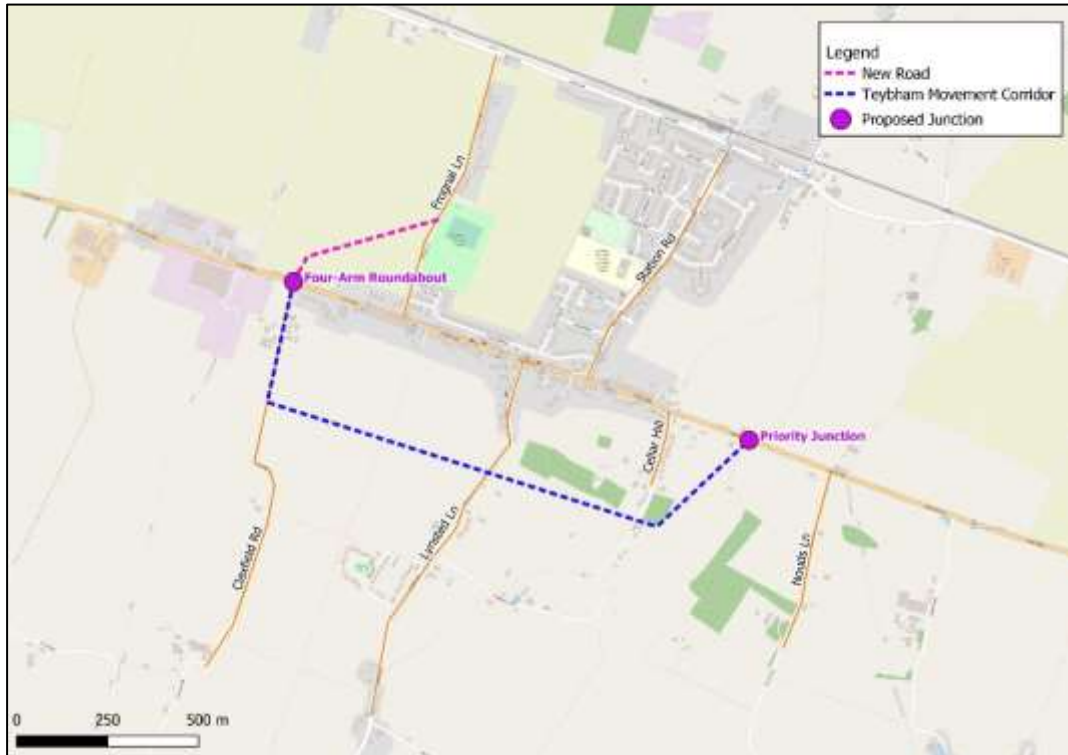 Legend
New Road
Teybham Movement Corridor
Proposed Junction
Frognal Ln
Station Rd
Four-Arm Roundabout
Cellar Hill
Priority Junction
Claxfield Rd
Lynsted Ln
Nouds Ln
0 250 500 m